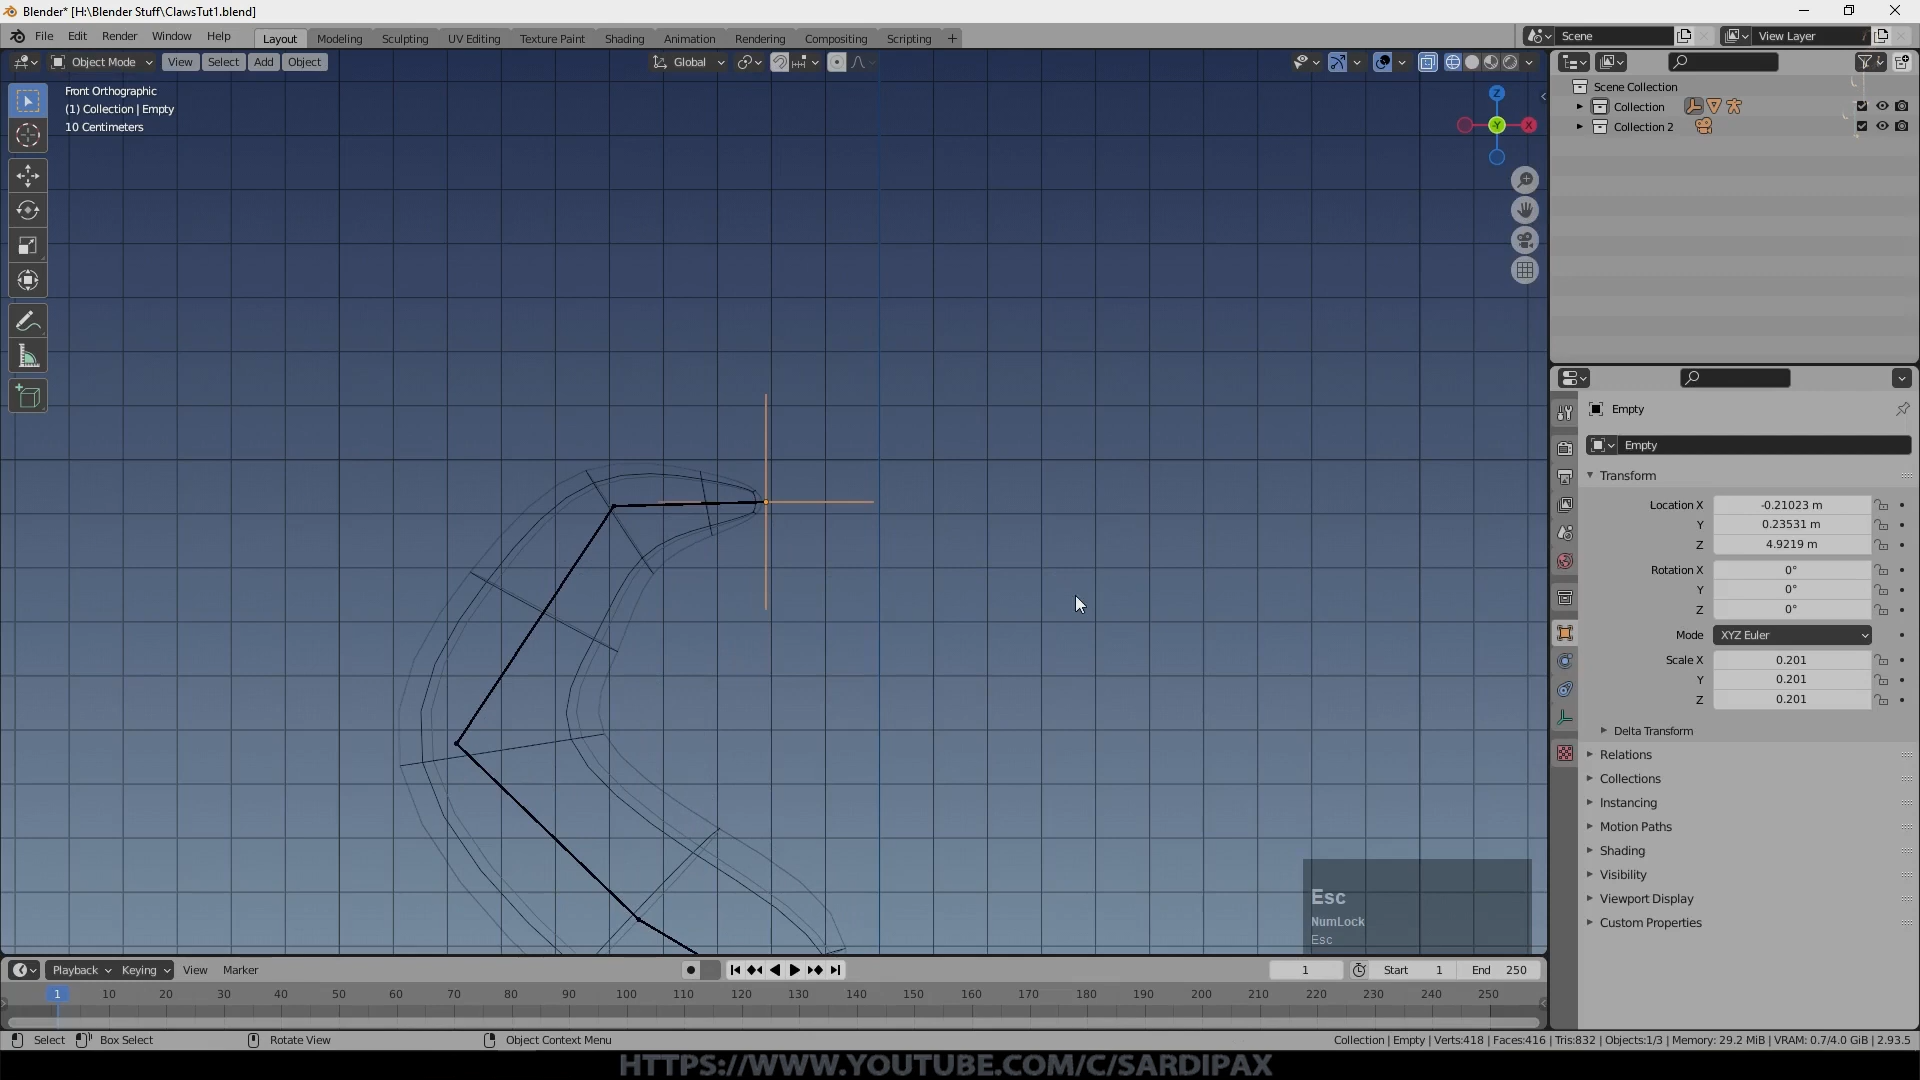 Blender* [H:\Blender Stuff\ClawsTut1.blend]
File Edit Render Window Help Layout Modeling Sculpting UV Editing Texture Paint Shading Animation Rendering Compositing Scripting + Scene View Layer
Object Mode View Select Add Object Global
Front Orthographic
(1) Collection | Empty
10 Centimeters
Z
Y
X
Scene Collection
Collection
Collection 2
Empty
Empty
Transform
Location X -0.21023 m
Y 0.23531 m
Z 4.9219 m
Rotation X 0°
Y 0°
Z 0°
Mode XYZ Euler
Scale X 0.201
Y 0.201
Z 0.201
Delta Transform
Relations
Collections
Instancing
Motion Paths
Shading
Visibility
Viewport Display
Custom Properties
Esc
NumLock
Esc
Playback Keying View Marker 1 Start 1 End 250
1 10 20 30 40 50 60 70 80 90 100 110 120 130 140 150 160 170 180 190 200 210 220 230 240 250
Select Box Select Rotate View Object Context Menu Collection | Empty | Verts:418 | Faces:416 | Tris:832 | Objects:1/3 | Memory: 29.2 MiB | VRAM: 0.7/4.0 GiB | 2.93.5
HTTPS://WWW.YOUTUBE.COM/C/SARDIPAX